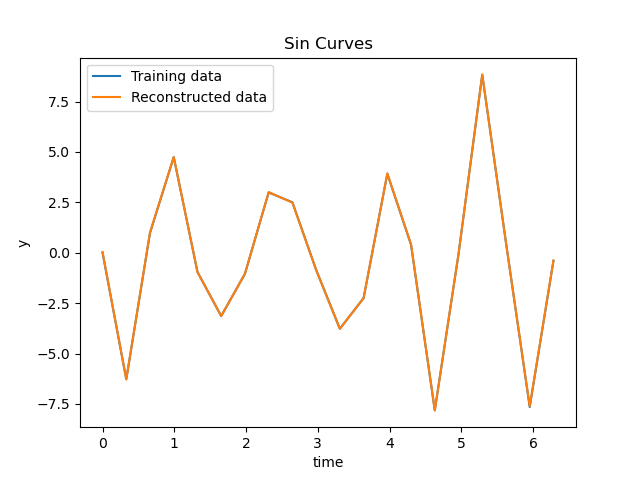 Sin Curves
Training data
Reconstructed data
7.5
5.0
2.5
0.0
−2.5
−5.0
−7.5
y
0 1 2 3 4 5 6
time